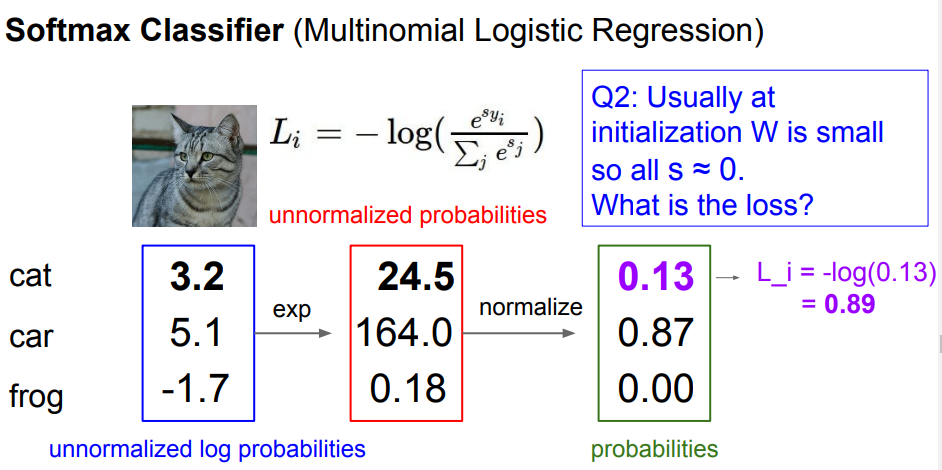 Softmax Classifier (Multinomial Logistic Regression)
L_i = − log( e^{s_{y_i}} / ∑_j e^{s_j} )
unnormalized probabilities
Q2: Usually at
initialization W is small
so all s ≈ 0.
What is the loss?
cat 3.2 24.5 0.13 L_i = -log(0.13)
= 0.89
exp normalize
car 5.1 164.0 0.87
frog -1.7 0.18 0.00
unnormalized log probabilities probabilities